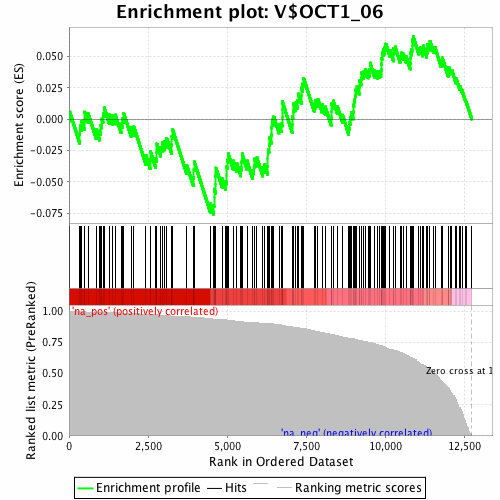 Enrichment plot: V$OCT1_06
Enrichment score (ES)
0.050
0.025
0.000
-0.025
-0.050
-0.075
'na_pos' (positively correlated)
Ranked list metric (PreRanked)
1.00
0.75
0.50
0.25
0.00
Zero cross at 1
'na_neg' (negatively correlated)
0
2,500
5,000
7,500
10,000
12,500
Rank in Ordered Dataset
Enrichment profile
Hits
Ranking metric scores